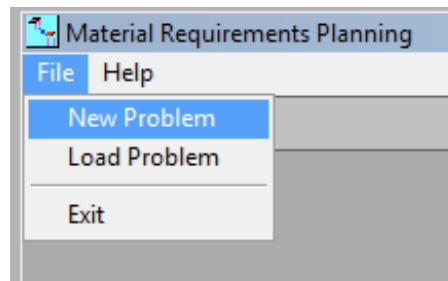 Material Requirements Planning
File Help
New Problem
Load Problem
Exit